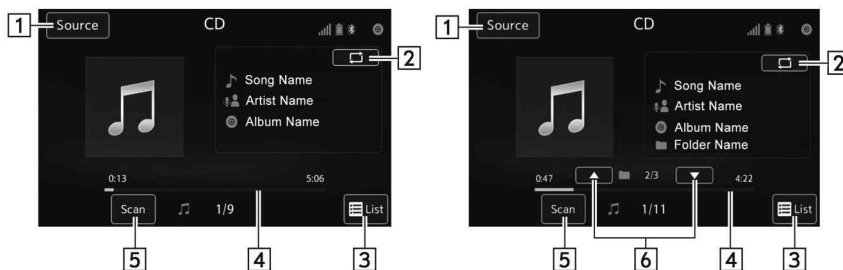 1 Source CD
2
Song Name
Artist Name
Album Name
0:13 5:06
Scan 1/9 List
5 4 3
1 Source CD
2
Song Name
Artist Name
Album Name
Folder Name
0:47 2/3 4:22
Scan 1/11 List
5 6 4 3